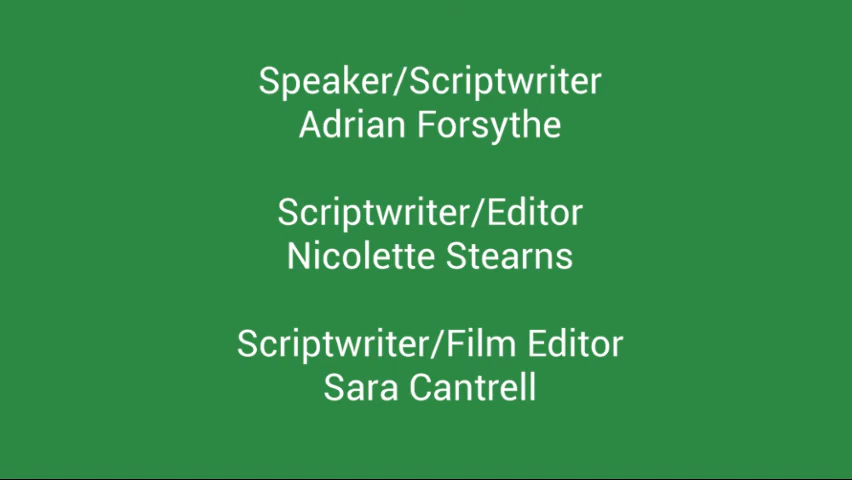 Speaker/Scriptwriter
Adrian Forsythe
Scriptwriter/Editor
Nicolette Stearns
Scriptwriter/Film Editor
Sara Cantrell